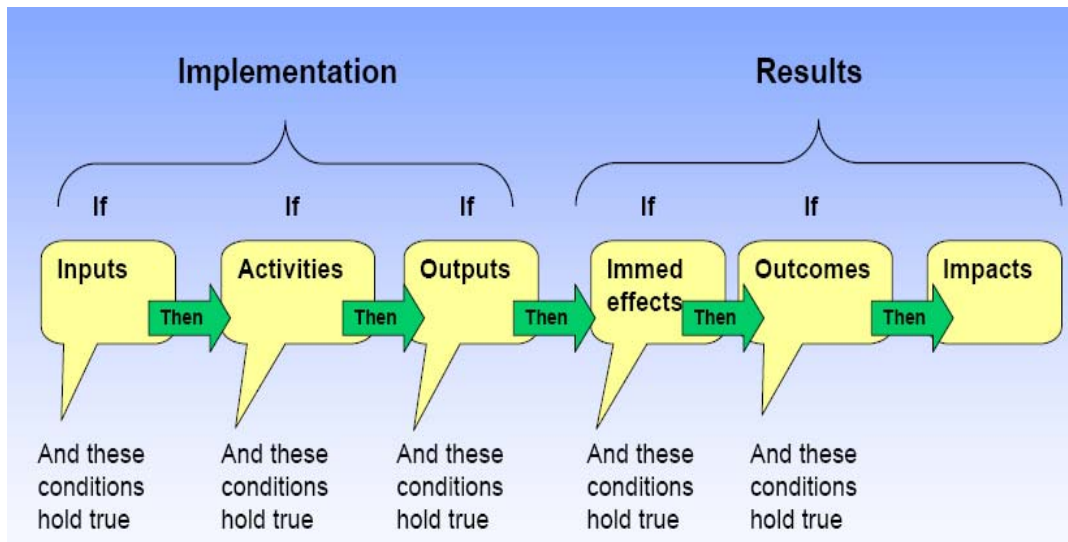 Implementation
Results
If
If
If
If
If
Inputs
Activities
Outputs
Immed
effects
Outcomes
Impacts
Then
Then
Then
Then
Then
And these
conditions
hold true
And these
conditions
hold true
And these
conditions
hold true
And these
conditions
hold true
And these
conditions
hold true